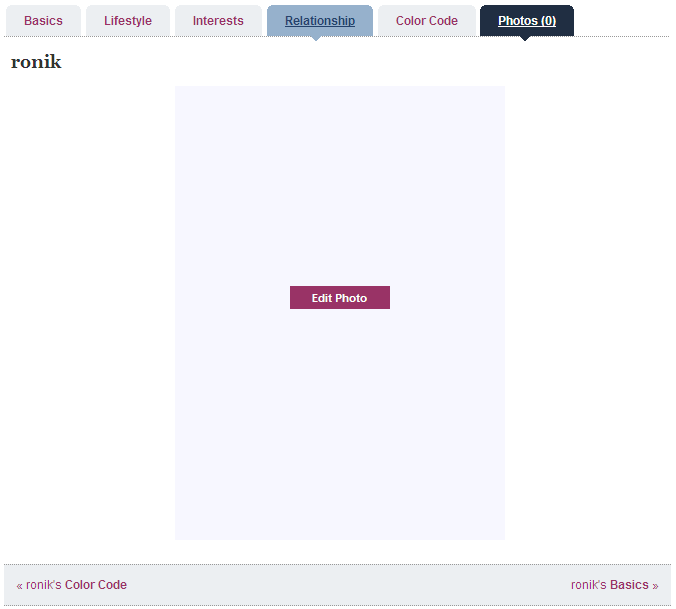 Basics Lifestyle Interests Relationship Color Code Photos (0)
ronik
Edit Photo
« ronik's Color Code ronik's Basics »